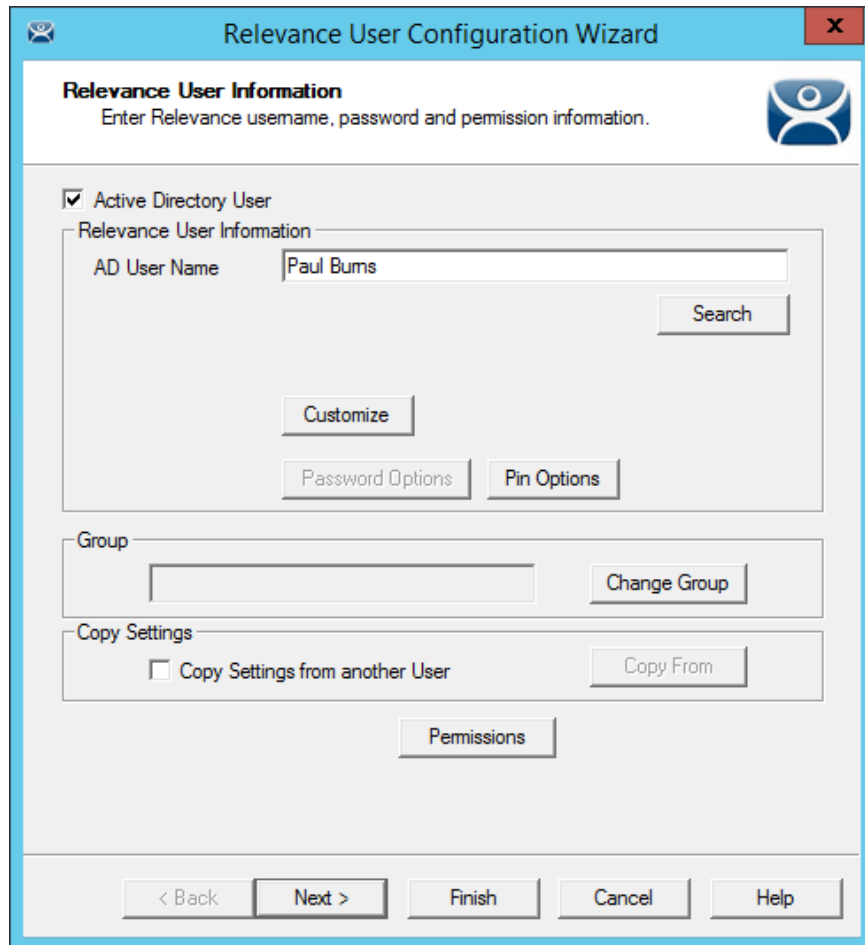 Relevance User Configuration Wizard
x
Relevance User Information
Enter Relevance username, password and permission information.
Active Directory User
Relevance User Information
AD User Name Paul Burns
Search
Customize
Password Options Pin Options
Group
Change Group
Copy Settings
Copy Settings from another User Copy From
Permissions
< Back Next > Finish Cancel Help